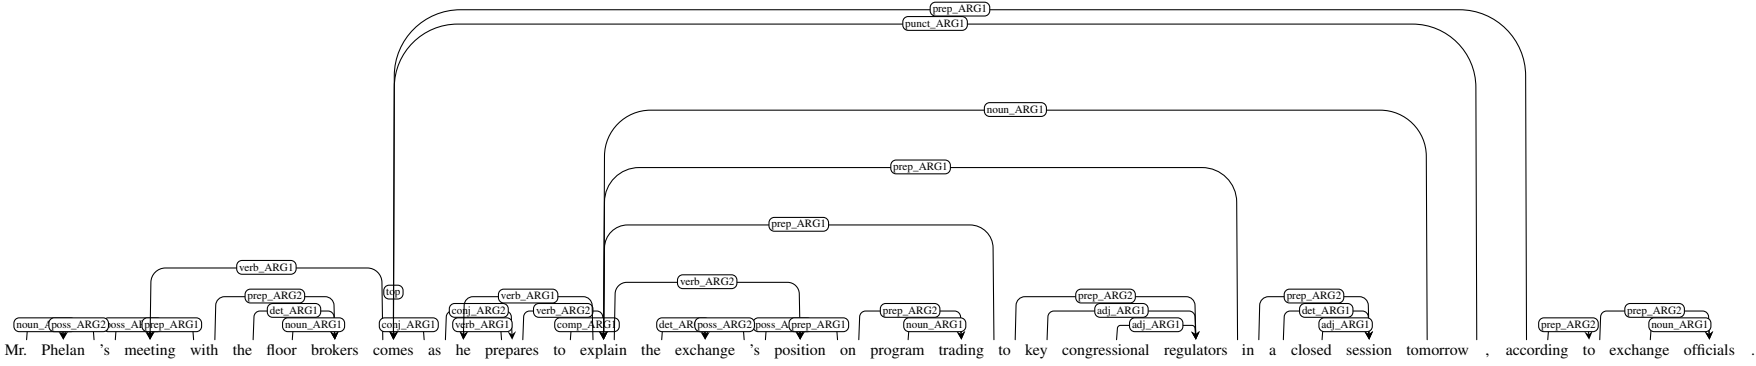 prep_ARG1
punct_ARG1
noun_ARG1
prep_ARG1
prep_ARG1
verb_ARG1
verb_ARG2
top
prep_ARG2 verb_ARG1 prep_ARG2 prep_ARG2
det_ARG1 conj_ARG2 verb_ARG2 prep_ARG2 adj_ARG1 det_ARG1 prep_ARG2
poss_ARG2 prep_ARG1 noun_ARG1 conj_ARG1 verb_ARG1 comp_ARG1 poss_ARG2 prep_ARG1 noun_ARG1 adj_ARG1 adj_ARG1 prep_ARG2 noun_ARG1
Mr. Phelan 's meeting with the floor brokers comes as he prepares to explain the exchange 's position on program trading to key congressional regulators in a closed session tomorrow , according to exchange officials .